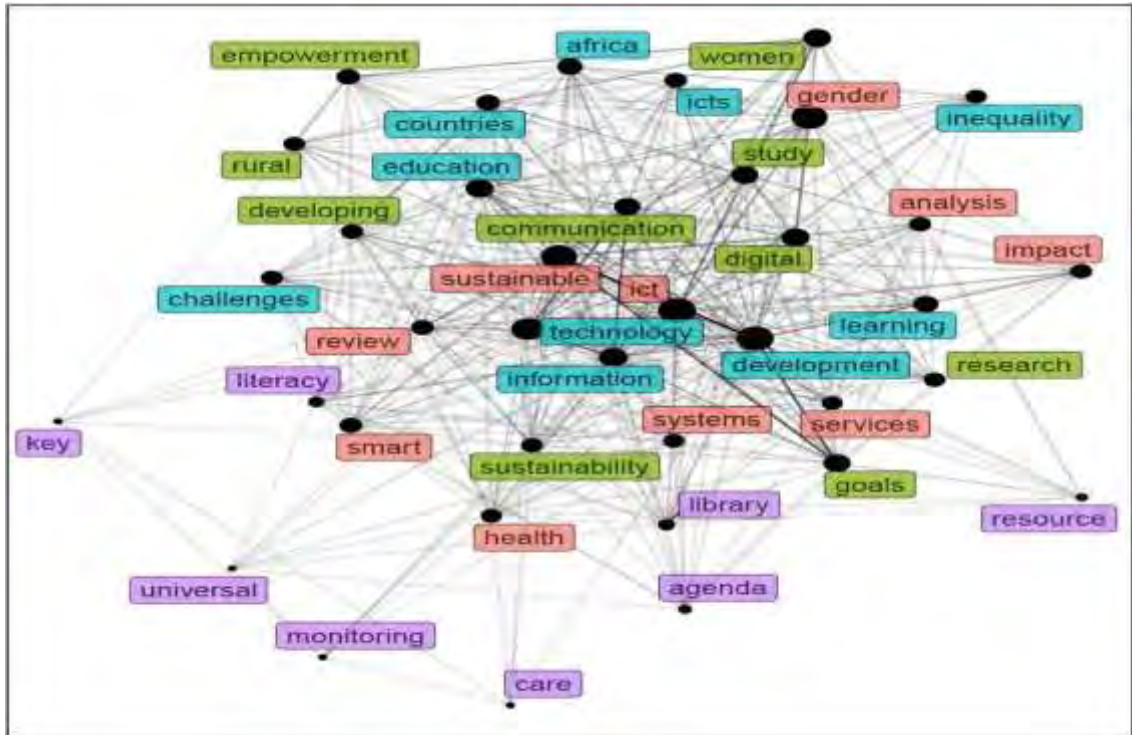 africa
women
empowerment
gender
icts
inequality
countries
study
rural
education
analysis
developing
communication
impact
digital
sustainable
ict
challenges
learning
technology
review
development
research
literacy
information
systems
services
key
smart
sustainability
goals
library
resource
health
universal
agenda
monitoring
care